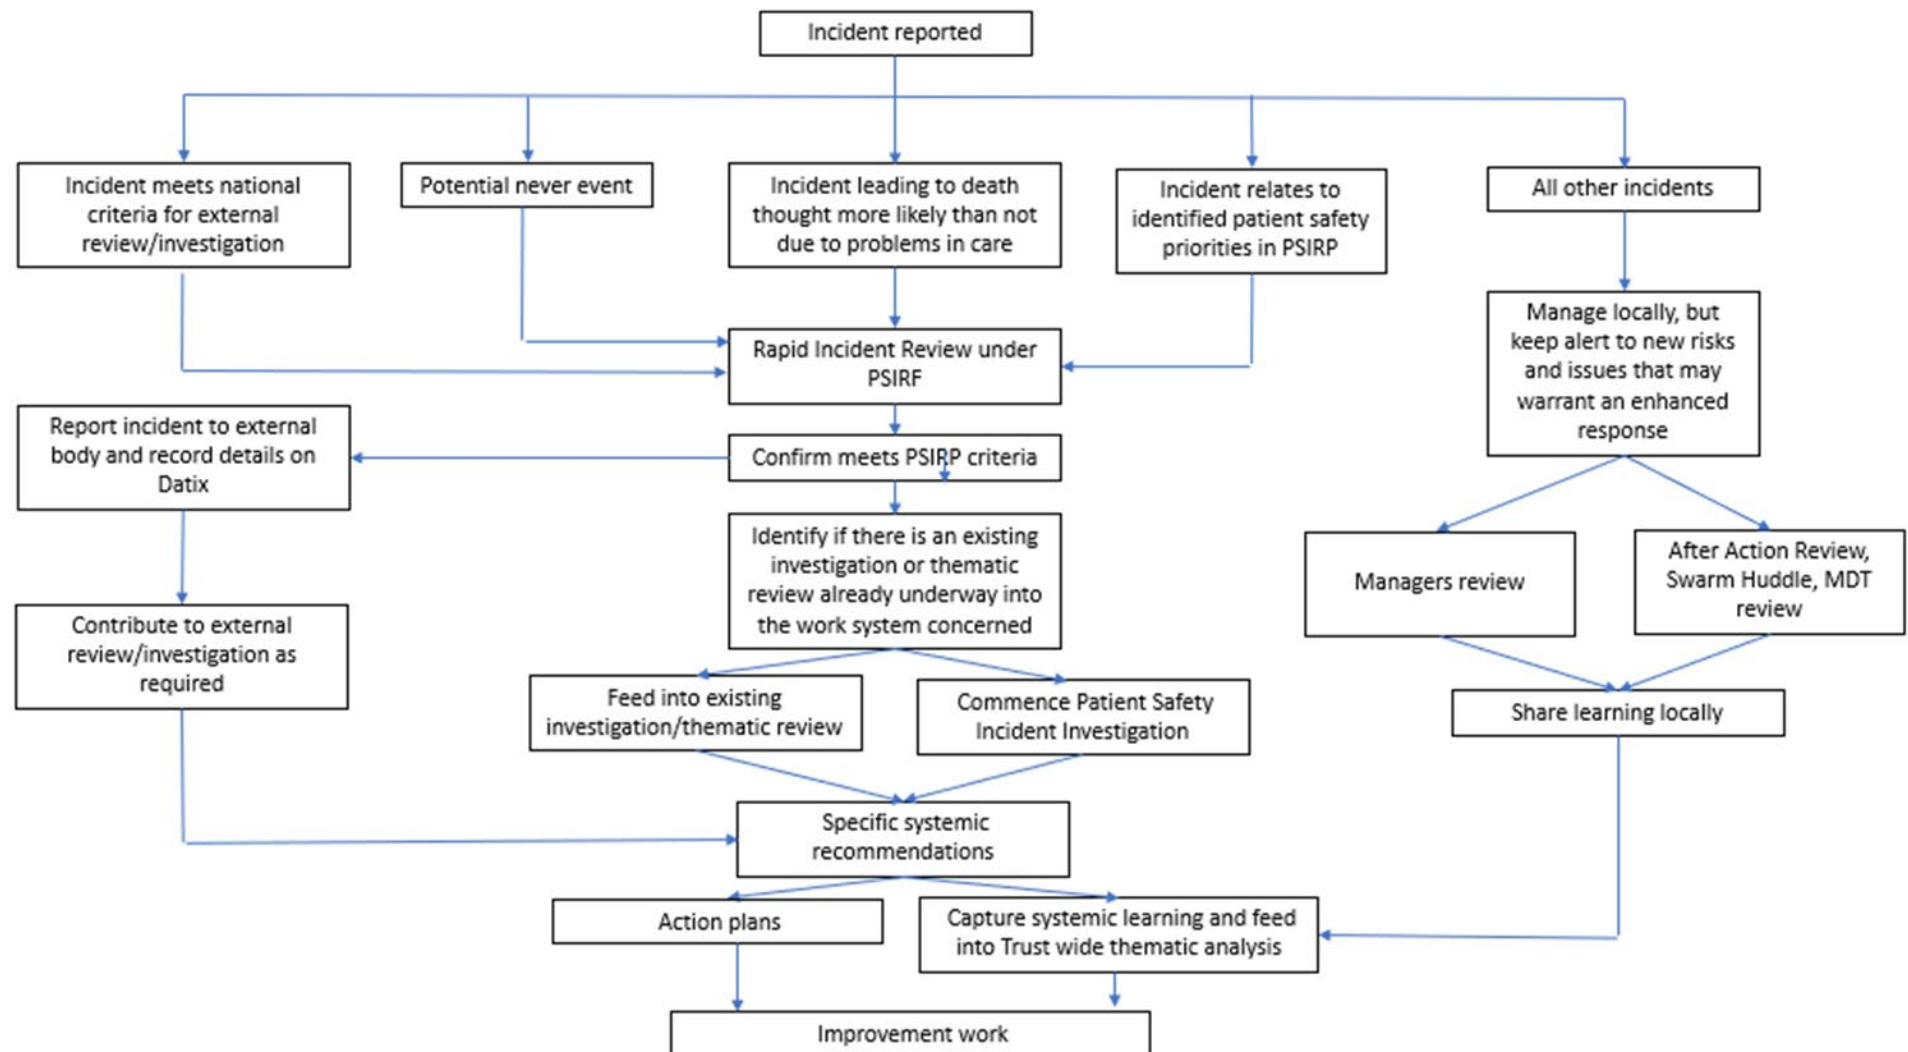 Incident reported
Incident meets national
criteria for external
review/investigation
Potential never event
Incident leading to death
thought more likely than not
due to problems in care
Incident relates to
identified patient safety
priorities in PSIRP
All other incidents
Rapid Incident Review under
PSIRF
Manage locally, but
keep alert to new risks
and issues that may
warrant an enhanced
response
Report incident to external
body and record details on
Datix
Confirm meets PSIRP criteria
Identify if there is an existing
investigation or thematic
review already underway into
the work system concerned
Managers review
After Action Review,
Swarm Huddle, MDT
review
Contribute to external
review/investigation as
required
Feed into existing
investigation/thematic review
Commence Patient Safety
Incident Investigation
Share learning locally
Specific systemic
recommendations
Action plans
Capture systemic learning and feed
into Trust wide thematic analysis
Improvement work